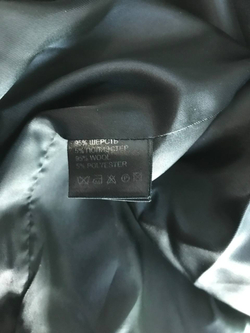 95% ШЕРСТЬ
5% ПОЛИЭСТЕР
95% WOOL
5% POLYESTER